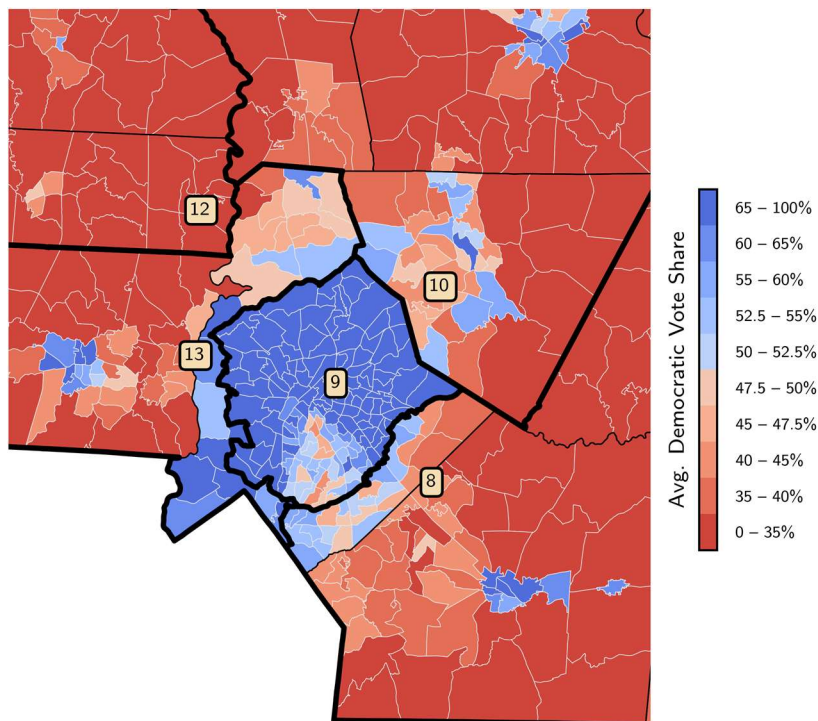 12
10
13
9
8
Avg. Democratic Vote Share
65 – 100%
60 – 65%
55 – 60%
52.5 – 55%
50 – 52.5%
47.5 – 50%
45 – 47.5%
40 – 45%
35 – 40%
0 – 35%